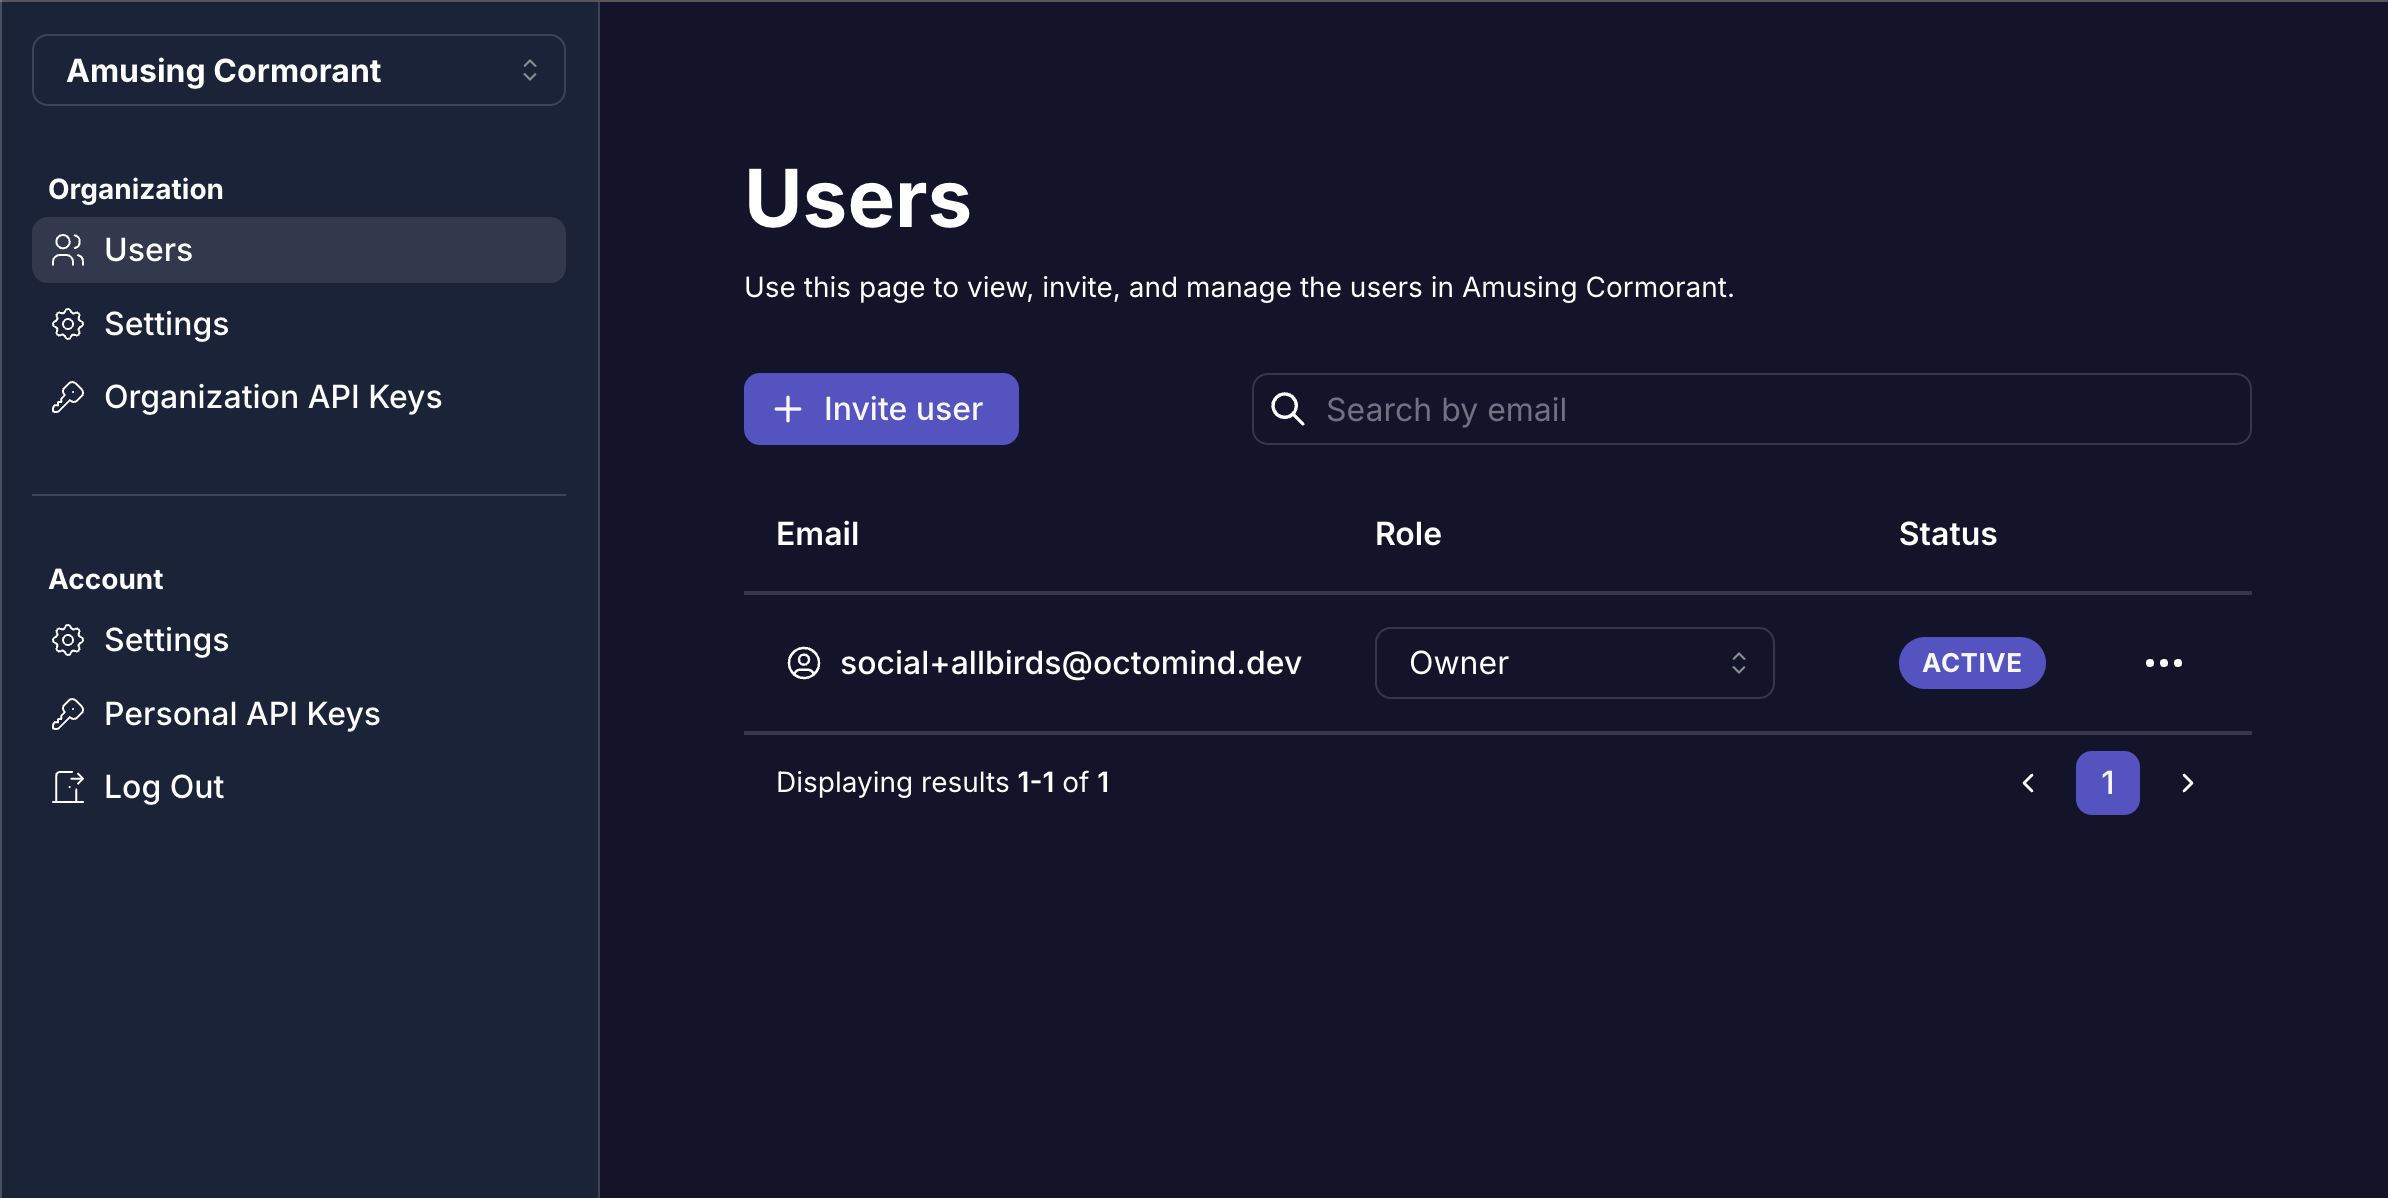 Amusing Cormorant
Organization
Users
Settings
Organization API Keys
Account
Settings
Personal API Keys
Log Out
Users
Use this page to view, invite, and manage the users in Amusing Cormorant.
Invite user
Search by email
Email Role Status
social+allbirds@octomind.dev Owner ACTIVE
Displaying results 1-1 of 1
1